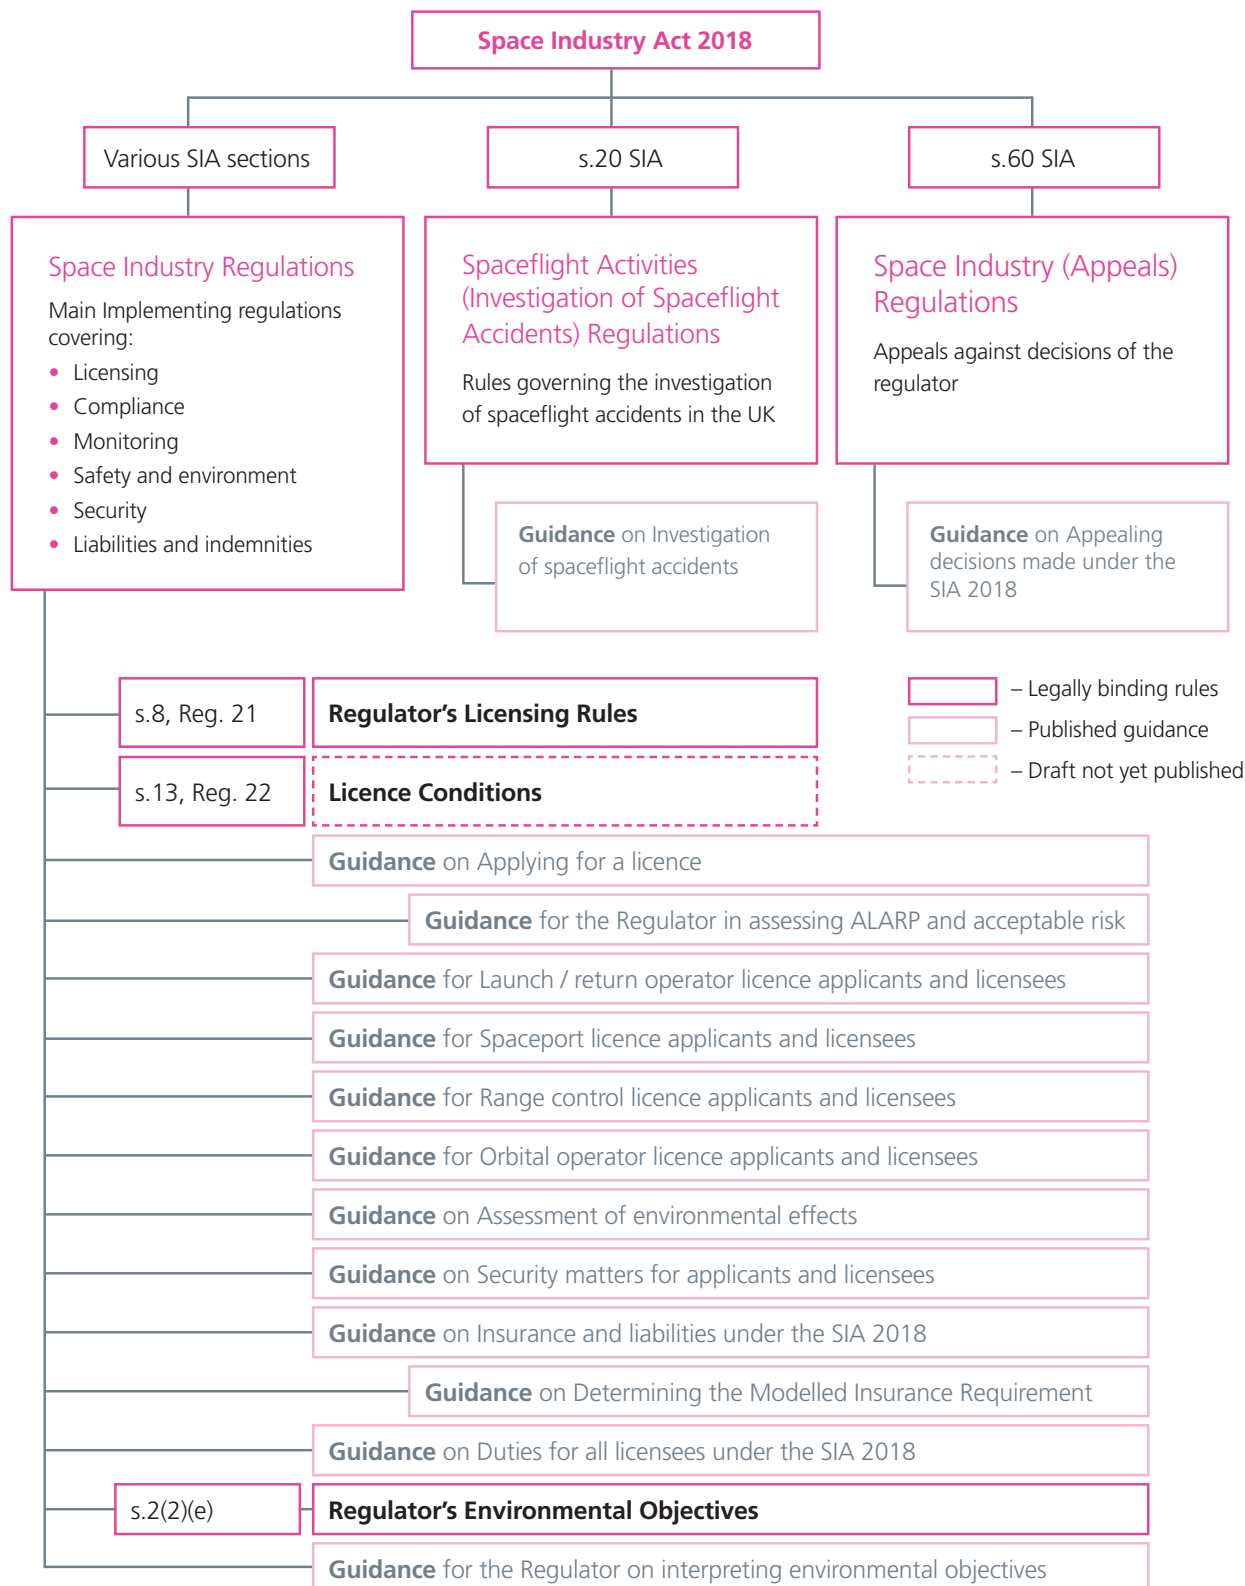 Space Industry Act 2018
Various SIA sections
s.20 SIA
s.60 SIA
Space Industry Regulations
Main Implementing regulations
covering:
• Licensing
• Compliance
• Monitoring
• Safety and environment
• Security
• Liabilities and indemnities
Spaceflight Activities
(Investigation of Spaceflight
Accidents) Regulations
Rules governing the investigation
of spaceflight accidents in the UK
Space Industry (Appeals)
Regulations
Appeals against decisions of the
regulator
Guidance on Investigation
of spaceflight accidents
Guidance on Appealing
decisions made under the
SIA 2018
– Legally binding rules
– Published guidance
– Draft not yet published
s.8, Reg. 21
Regulator’s Licensing Rules
s.13, Reg. 22
Licence Conditions
Guidance on Applying for a licence
Guidance for the Regulator in assessing ALARP and acceptable risk
Guidance for Launch / return operator licence applicants and licensees
Guidance for Spaceport licence applicants and licensees
Guidance for Range control licence applicants and licensees
Guidance for Orbital operator licence applicants and licensees
Guidance on Assessment of environmental effects
Guidance on Security matters for applicants and licensees
Guidance on Insurance and liabilities under the SIA 2018
Guidance on Determining the Modelled Insurance Requirement
Guidance on Duties for all licensees under the SIA 2018
s.2(2)(e)
Regulator’s Environmental Objectives
Guidance for the Regulator on interpreting environmental objectives